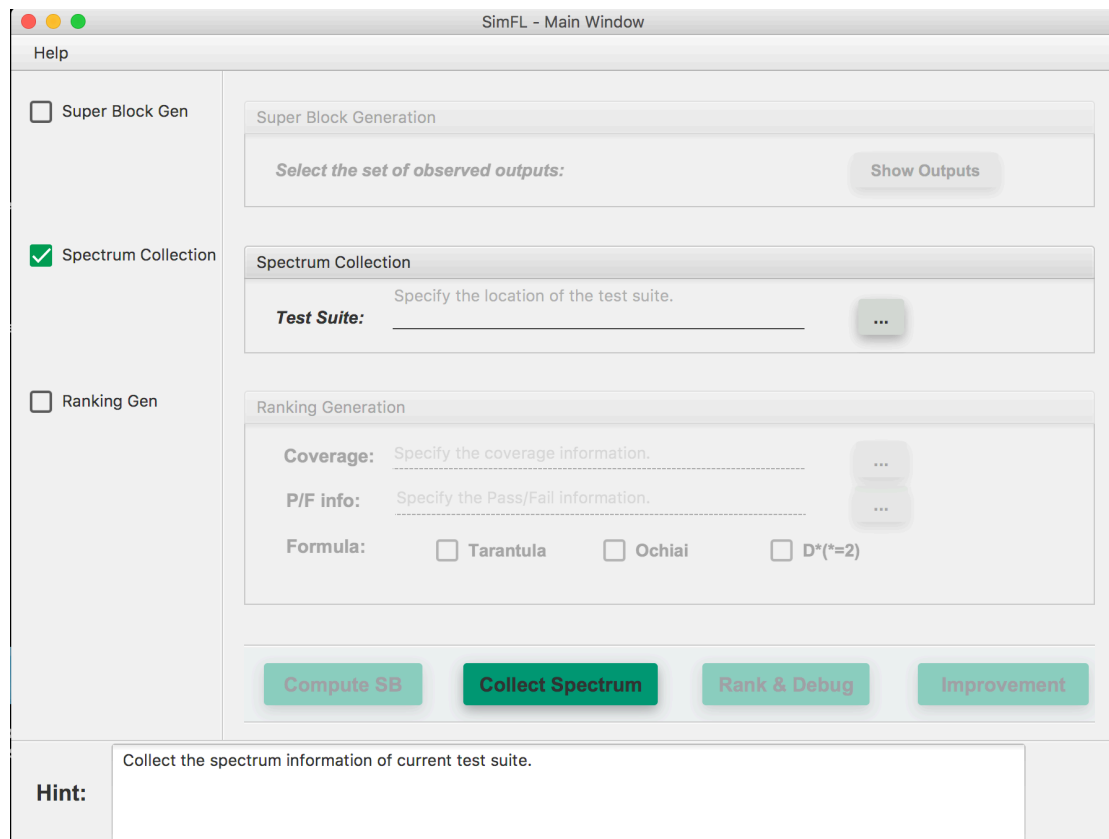 SimFL - Main Window
Help
Super Block Gen
Super Block Generation
Select the set of observed outputs:
Show Outputs
Spectrum Collection
Spectrum Collection
Specify the location of the test suite.
Test Suite:
...
Ranking Gen
Ranking Generation
Coverage:
Specify the coverage information.
...
P/F info:
Specify the Pass/Fail information.
...
Formula:
Tarantula
Ochiai
D*(*=2)
Compute SB
Collect Spectrum
Rank & Debug
Improvement
Hint:
Collect the spectrum information of current test suite.